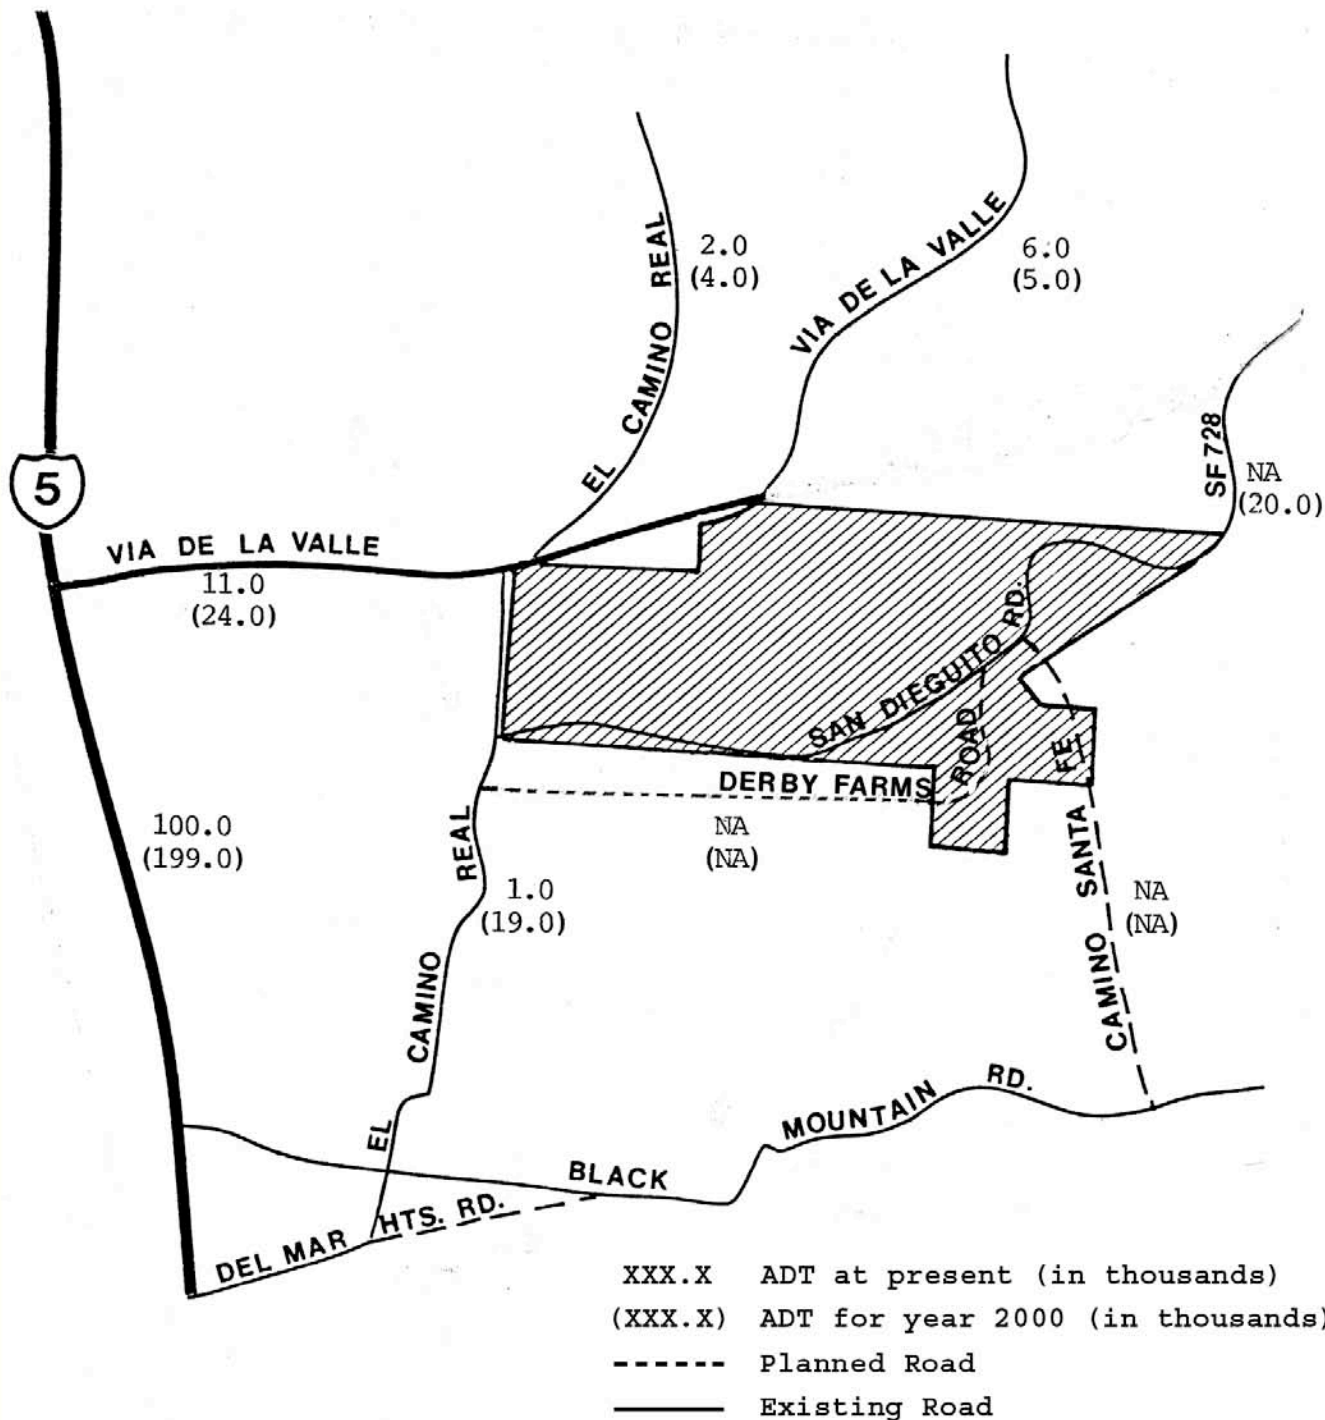 EL CAMINO REAL
2.0
(4.0)
VIA DE LA VALLE
6.0
(5.0)
SF 728
NA
(20.0)
5
VIA DE LA VALLE
11.0
(24.0)
SAN DIEGUITO RD.
DERBY FARMS ROAD
NA
(NA)
100.0
(199.0)
EL CAMINO REAL
1.0
(19.0)
CAMINO SANTA FE
NA
(NA)
BLACK MOUNTAIN RD.
DEL MAR HTS. RD.
XXX.X ADT at present (in thousands)
(XXX.X) ADT for year 2000 (in thousands)
Planned Road
Existing Road